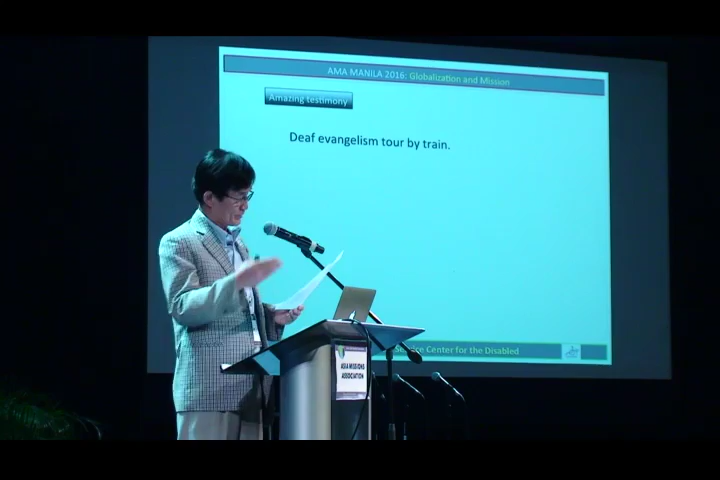 AMA MANILA 2016: Globalization and Mission
Amazing testimony
Deaf evangelism tour by train.
Center for the Disabled
ASIA MISSIONS
ASSOCIATION